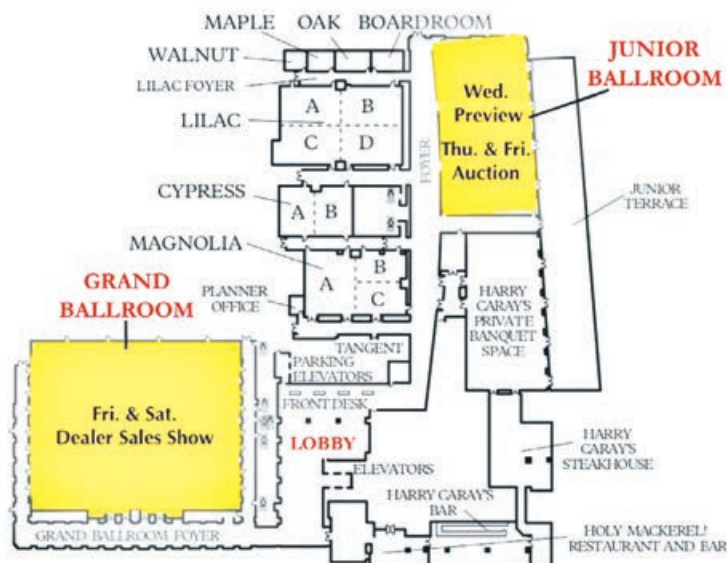 MAPLE OAK BOARDROOM
WALNUT
LILAC FOYER
A B
LILAC
C D
JUNIOR
BALLROOM
Wed.
Preview
Thu. & Fri.
Auction
FOYER
JUNIOR
TERRACE
CYPRESS
A B
MAGNOLIA
A
B
C
GRAND
BALLROOM
PLANNER
OFFICE
HARRY
CARAY'S
PRIVATE
BANQUET
SPACE
TANGENT
PARKING
ELEVATORS
FRONT DESK
LOBBY
Fri. & Sat.
Dealer Sales Show
ELEVATORS
HARRY
CARAY'S
STEAKHOUSE
HARRY CARAY'S
BAR
GRAND BALLROOM FOYER
HOLY MACKEREL!
RESTAURANT AND BAR